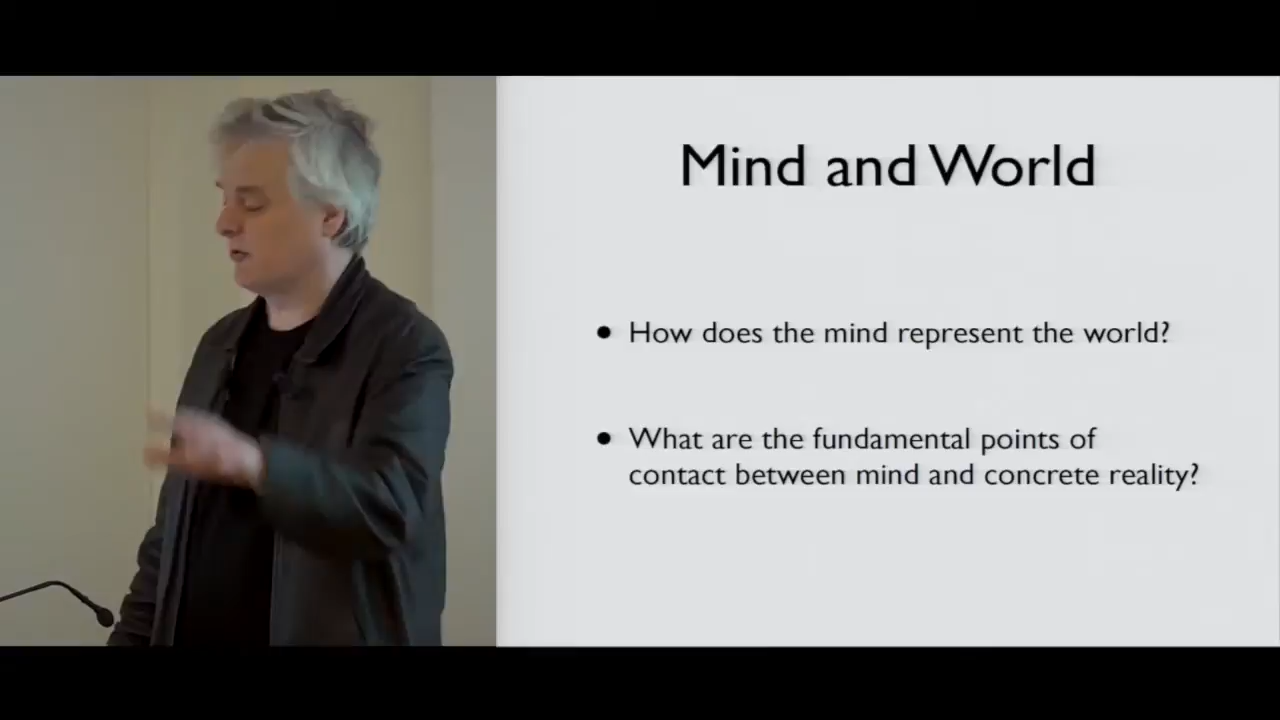 Mind and World
• How does the mind represent the world?
• What are the fundamental points of
contact between mind and concrete reality?